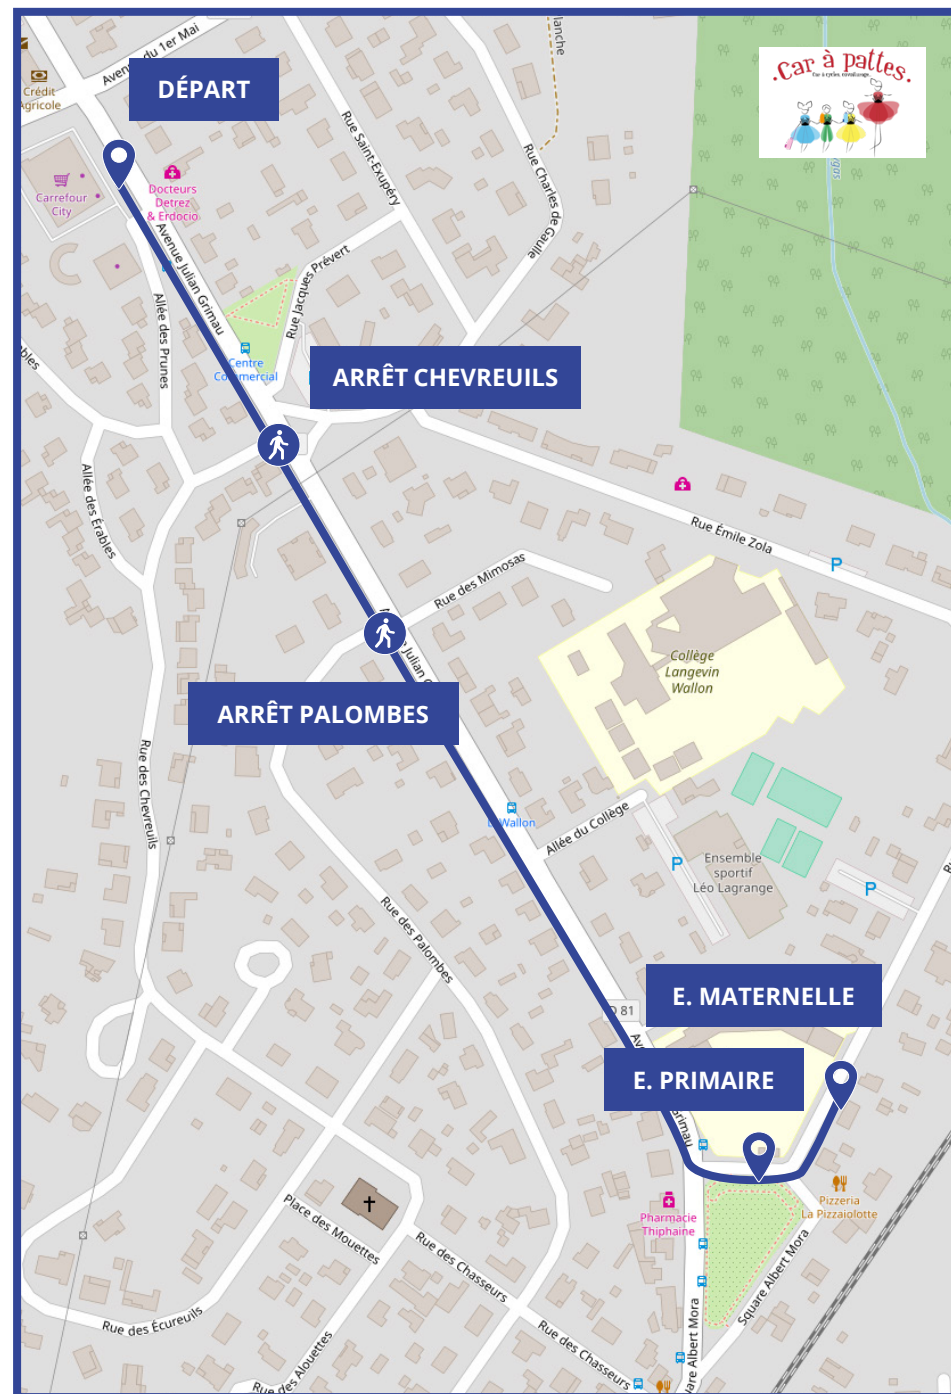 Avenue du 1er Mai
DÉPART
Crédit
Agricole
Carrefour
City
Docteurs
Detrez
& Erdocio
Rue Saint-Exupéry
Rue Charles de Gaulle
.Car à pattes.
Avenue Julian Grimau
Rue Jacques Prévert
Allée des Prunes
Centre
Commercial
ARRÊT CHEVREUILS
Allée des Érables
Rue Émile Zola
P
Rue des Mimosas
Collège
Langevin
Wallon
ARRÊT PALOMBES
Rue des Chevreuils
Wallon
Allée du Collège
P
Ensemble
sportif
Léo Lagrange
P
Rue des Palombes
E. MATERNELLE
81
E. PRIMAIRE
Grimau
Pharmacie
Thiphaine
Pizzeria
La Pizzaiolotte
Place des Mouettes
Rue des Chasseurs
Square Albert Mora
Rue des Écureuils
Rue des Alouettes
Rue des Chasseurs
are Albert Mora